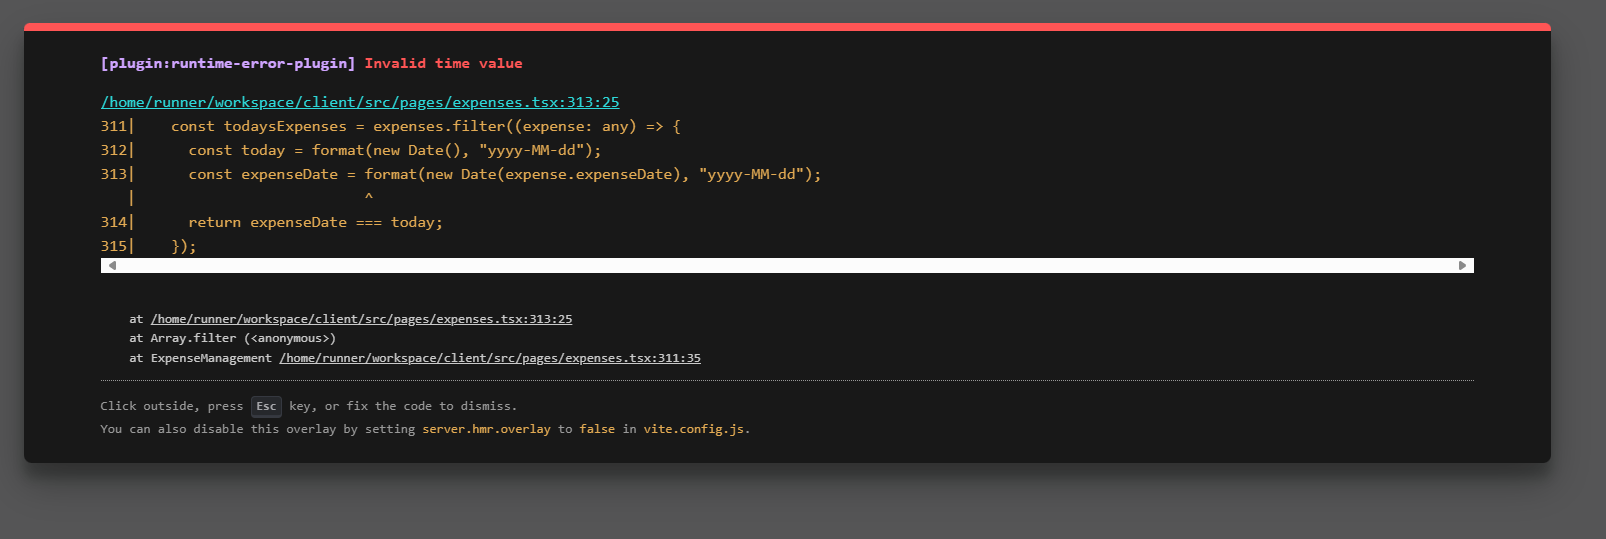 [plugin:runtime-error-plugin] Invalid time value
/home/runner/workspace/client/src/pages/expenses.tsx:313:25
311|    const todaysExpenses = expenses.filter((expense: any) => {
312|      const today = format(new Date(), "yyyy-MM-dd");
313|      const expenseDate = format(new Date(expense.expenseDate), "yyyy-MM-dd");
   |                          ^
314|      return expenseDate === today;
315|    });
at /home/runner/workspace/client/src/pages/expenses.tsx:313:25
at Array.filter (<anonymous>)
at ExpenseManagement /home/runner/workspace/client/src/pages/expenses.tsx:311:35
Click outside, press Esc key, or fix the code to dismiss.
You can also disable this overlay by setting server.hmr.overlay to false in vite.config.js.